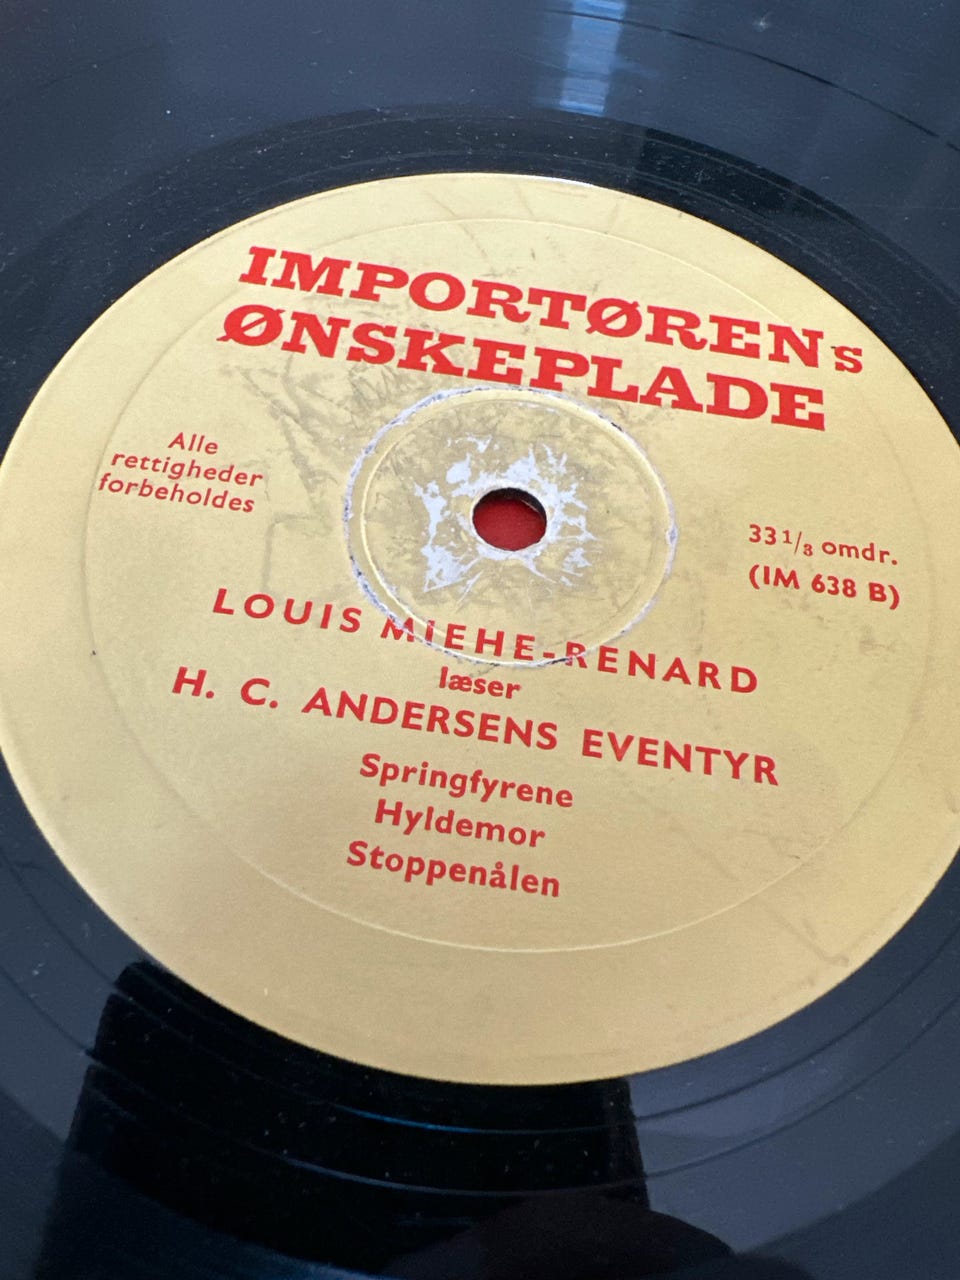 IMPORTØRENs
ØNSKEPLADE
Alle
rettigheder
forbeholdes
33 1/3 omdr.
(IM 638 B)
LOUIS MIEHE-RENARD
læser
H. C. ANDERSENS EVENTYR
Springfyrene
Hyldemor
Stoppenålen